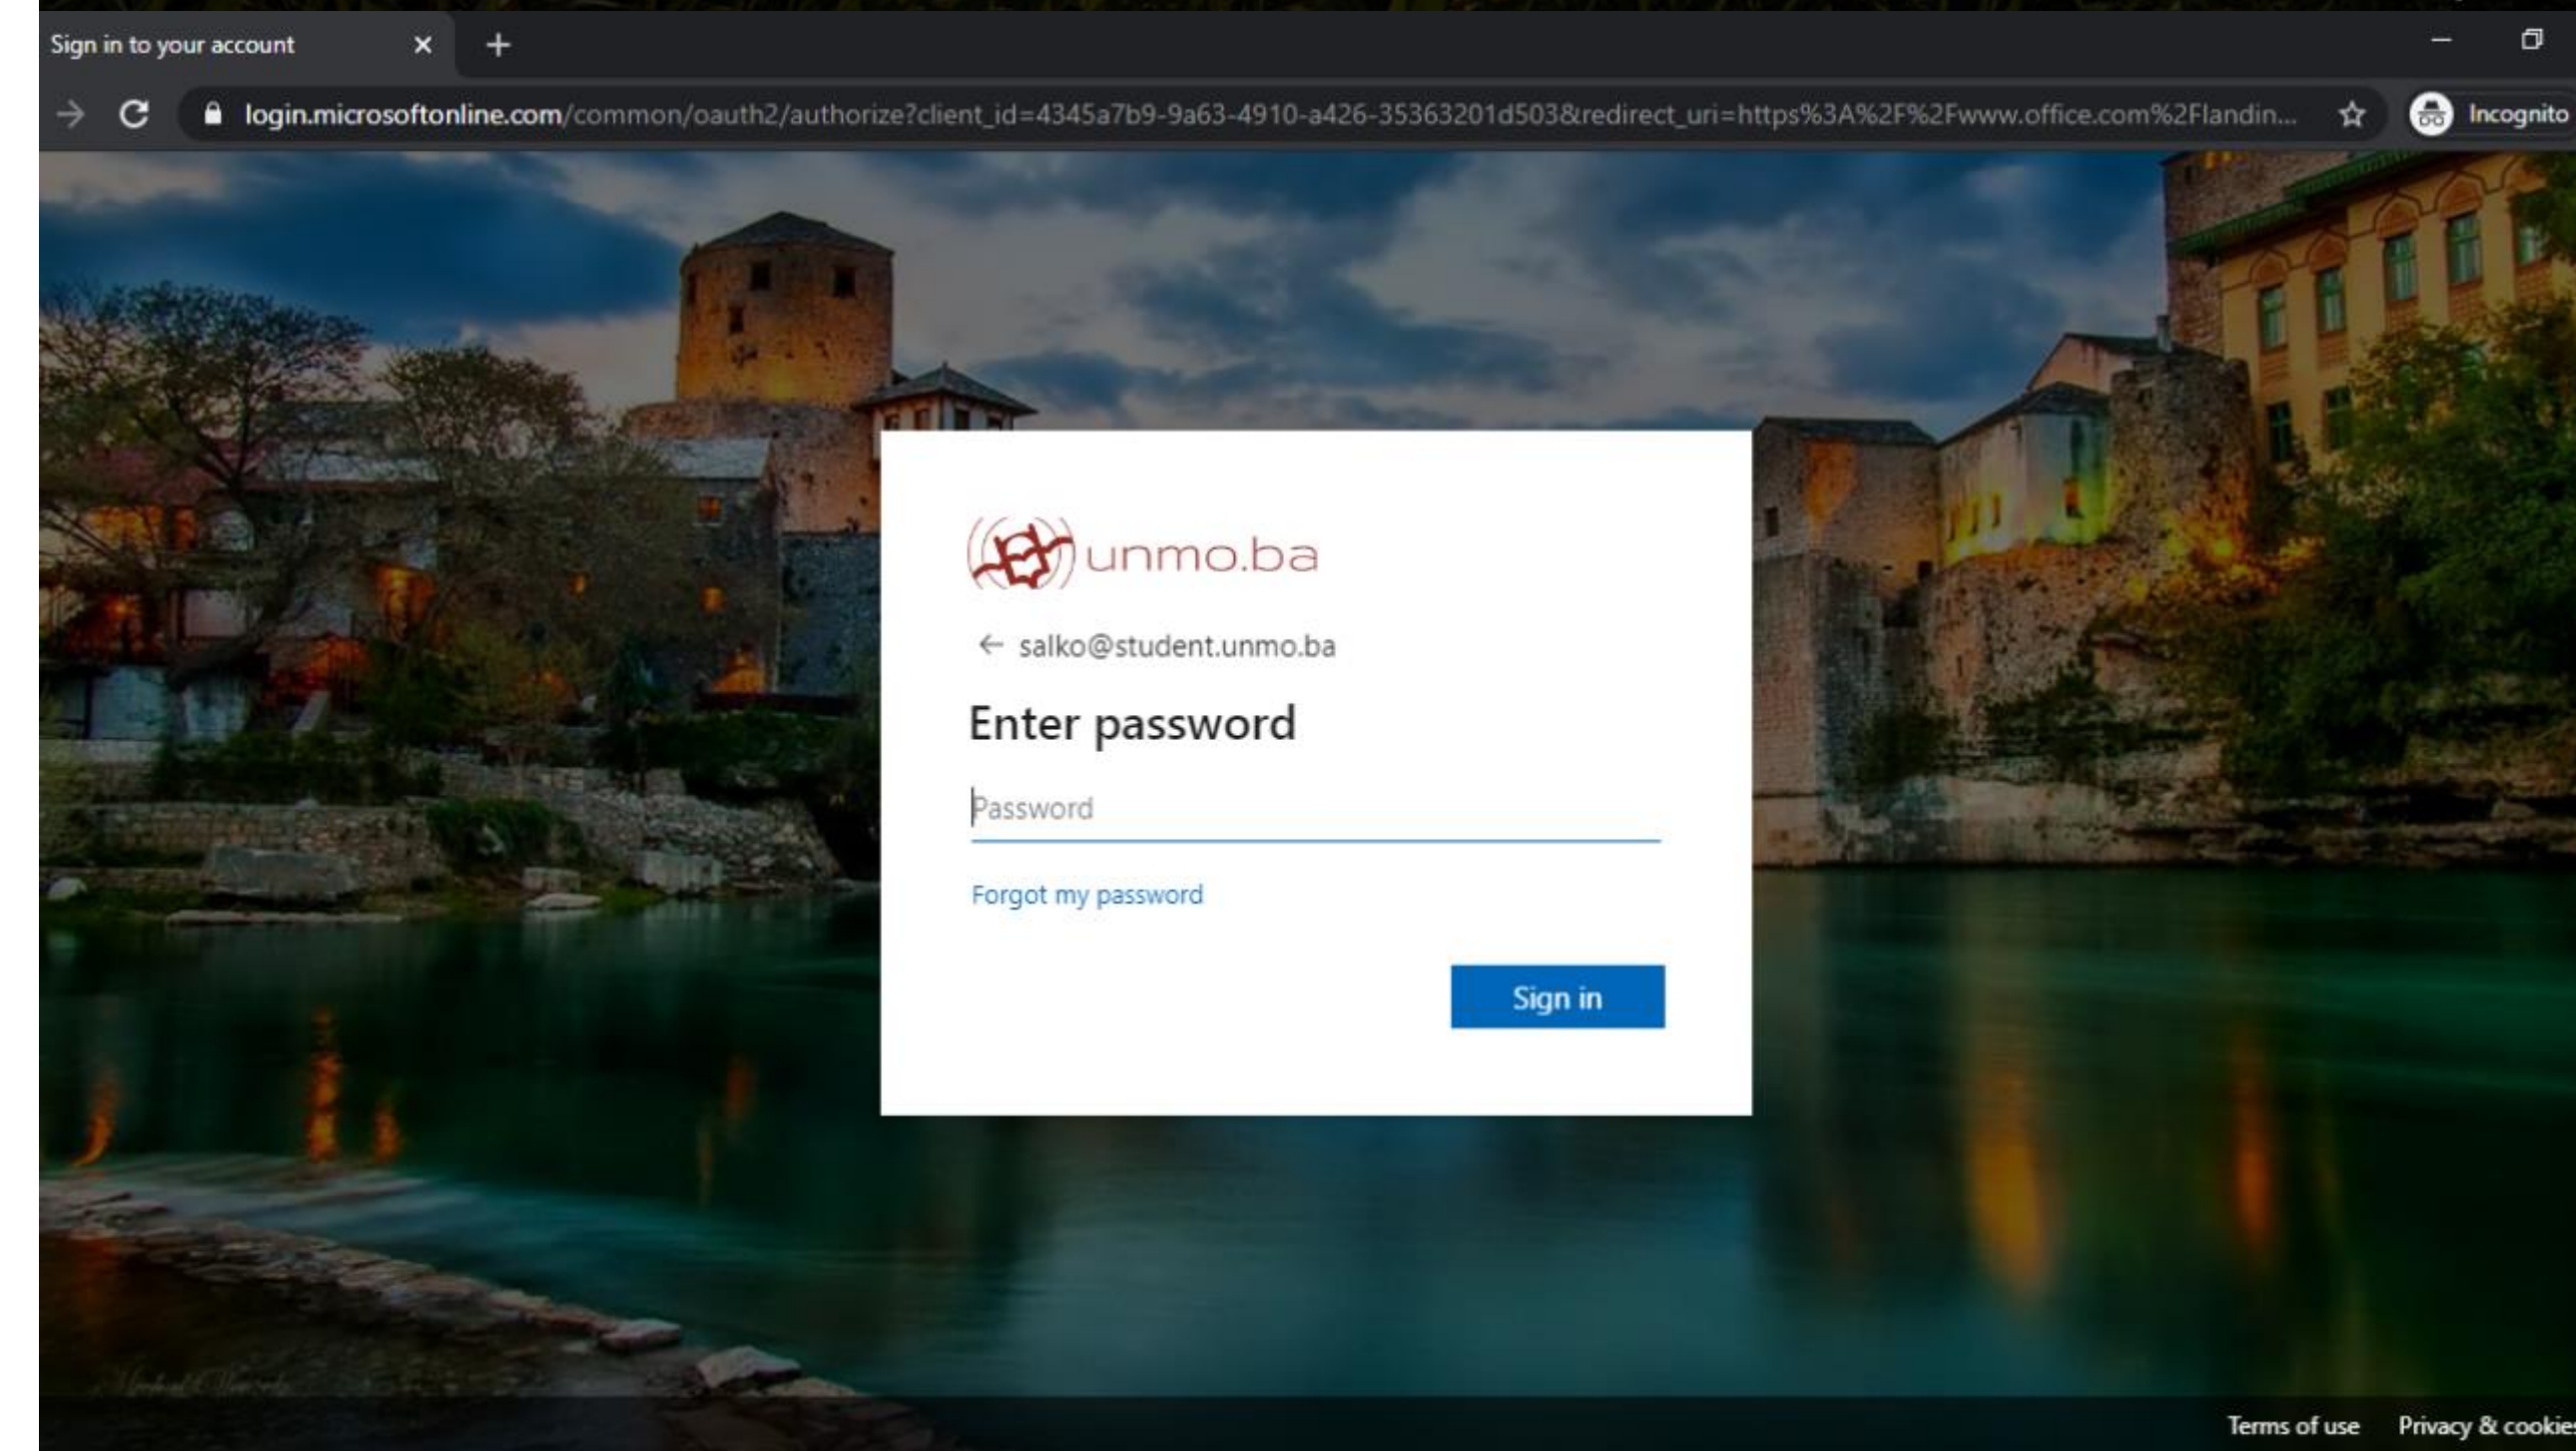 Sign in to your account
login.microsoftonline.com/common/oauth2/authorize?client_id=4345a7b9-9a63-4910-a426-35363201d503&redirect_uri=https%3A%2F%2Fwww.office.com%2Flandin... Incognito
unmo.ba
salko@student.unmo.ba
Enter password
Password
Forgot my password
Sign in
Terms of use Privacy & cookies